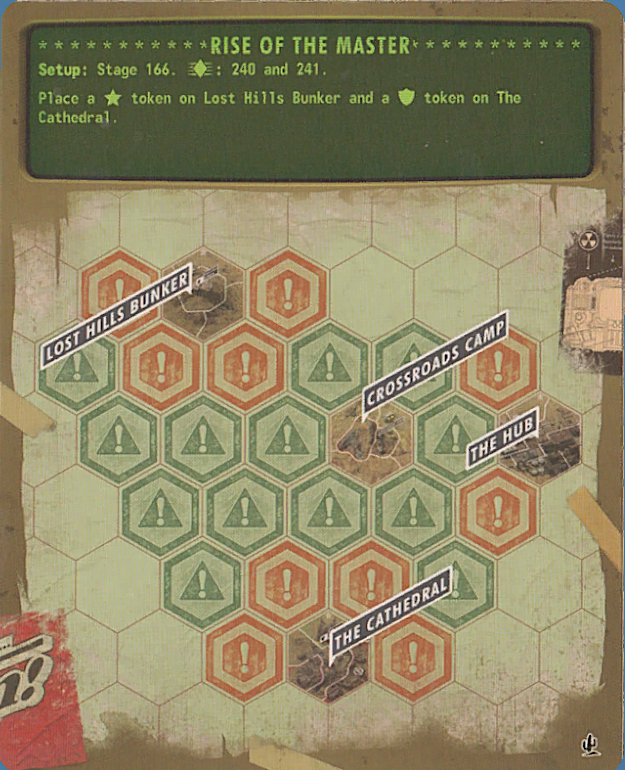 RISE OF THE MASTER
Setup: Stage 166. : 240 and 241.
Place a ★ token on Lost Hills Bunker and a token on The
Cathedral.
LOST HILLS BUNKER
CROSSROADS CAMP
THE HUB
THE CATHEDRAL